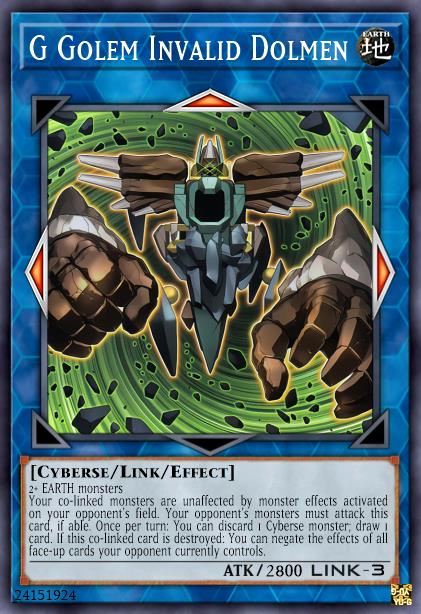 G Golem Invalid Dolmen
EARTH
地
[Cyberse/Link/Effect]
2+ EARTH monsters
Your co-linked monsters are unaffected by monster effects activated
on your opponent's field. Your opponent's monsters must attack this
card, if able. Once per turn: You can discard 1 Cyberse monster; draw 1
card. If this co-linked card is destroyed: You can negate the effects of all
face-up cards your opponent currently controls.
ATK/2800 LINK-3
24151924